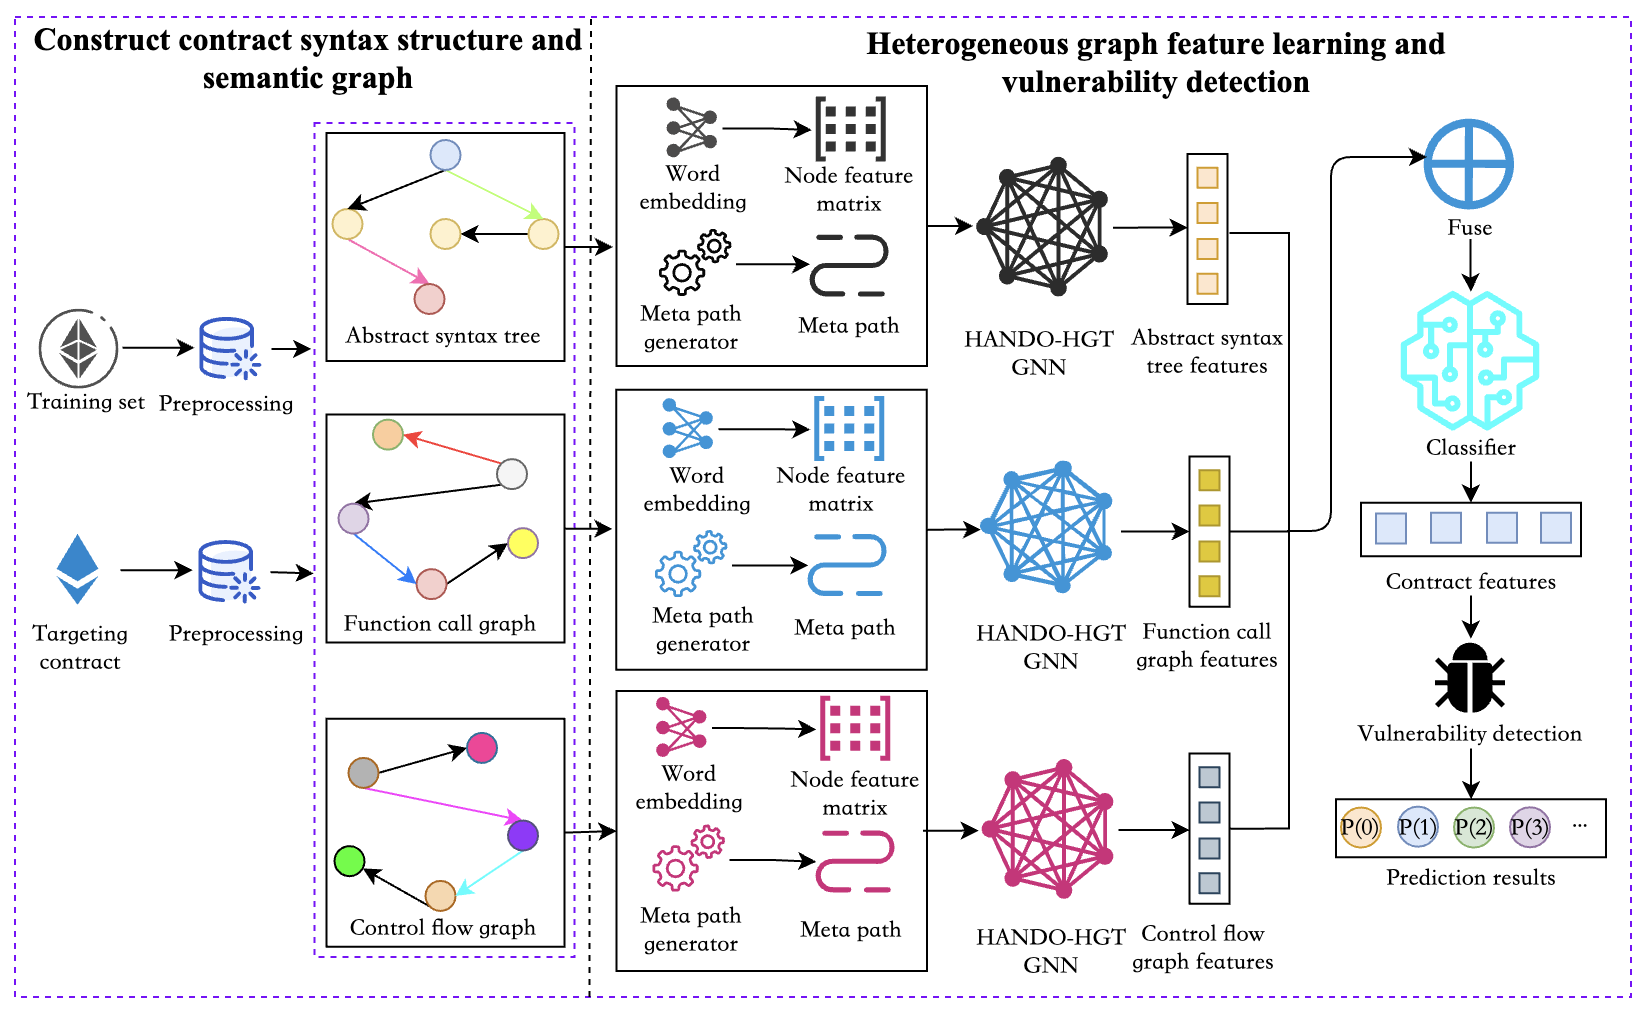 Construct contract syntax structure and
semantic graph
Heterogeneous graph feature learning and
vulnerability detection
Training set
Preprocessing
Targeting
contract
Preprocessing
Abstract syntax tree
Function call graph
Control flow graph
Word
embedding
Node feature
matrix
Meta path
generator
Meta path
HANDO-HGT
GNN
Abstract syntax
tree features
Word
embedding
Node feature
matrix
Meta path
generator
Meta path
HANDO-HGT
GNN
Function call
graph features
Word
embedding
Node feature
matrix
Meta path
generator
Meta path
HANDO-HGT
GNN
Control flow
graph features
Fuse
Classifier
Contract features
Vulnerability detection
P(0) P(1) P(2) P(3) ...
Prediction results